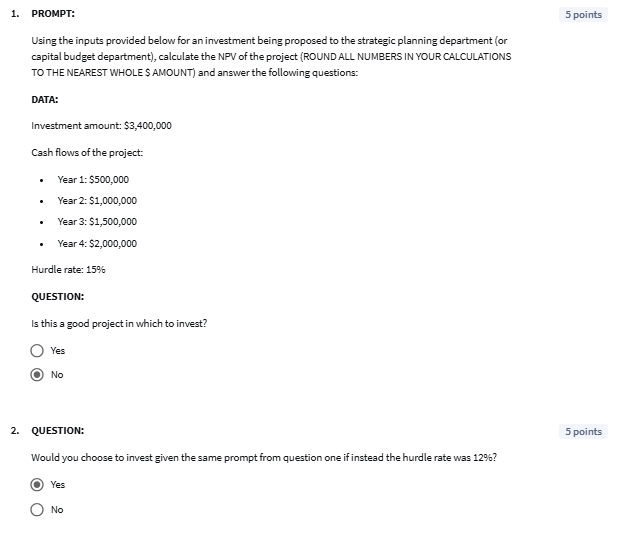 1. PROMPT:
5 points
Using the inputs provided below for an investment being proposed to the strategic planning department (or
capital budget department), calculate the NPV of the project (ROUND ALL NUMBERS IN YOUR CALCULATIONS
TO THE NEAREST WHOLE $ AMOUNT) and answer the following questions:
DATA:
Investment amount: $3,400,000
Cash flows of the project:
• Year 1: $500,000
• Year 2: $1,000,000
• Year 3: $1,500,000
• Year 4: $2,000,000
Hurdle rate: 15%
QUESTION:
Is this a good project in which to invest?
Yes
No
2. QUESTION:
5 points
Would you choose to invest given the same prompt from question one if instead the hurdle rate was 12%?
Yes
No